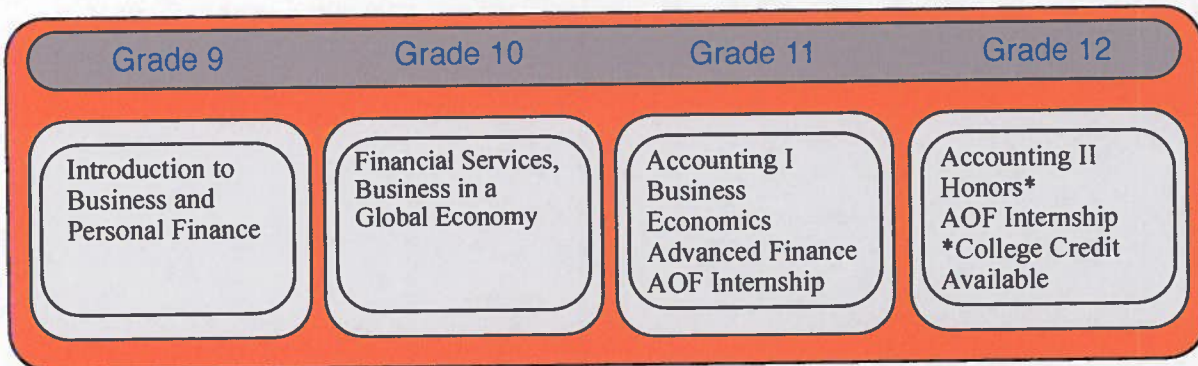 Grade 9
Grade 10
Grade 11
Grade 12
Introduction to
Business and
Personal Finance
Financial Services,
Business in a
Global Economy
Accounting I
Business
Economics
Advanced Finance
AOF Internship
Accounting II
Honors*
AOF Internship
*College Credit
Available